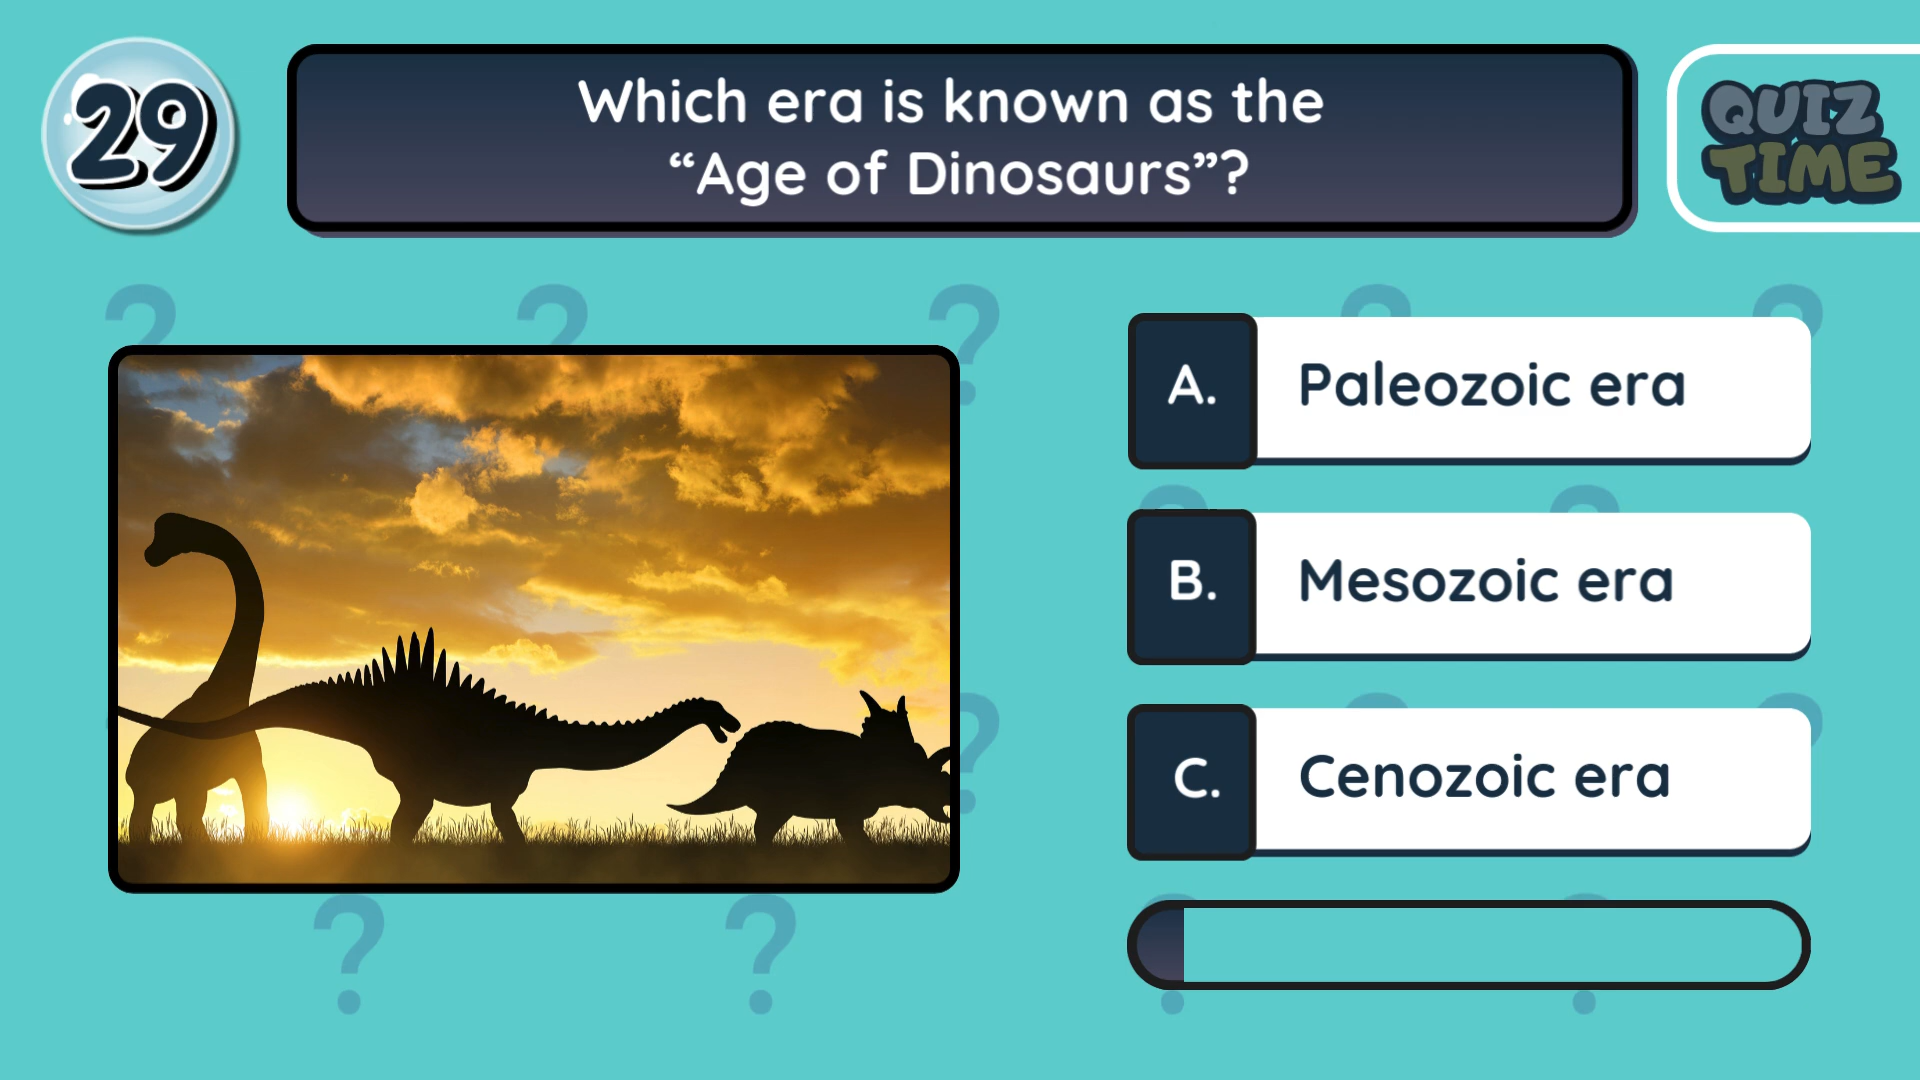 29
Which era is known as the
“Age of Dinosaurs”?
QUIZ
TIME
A. Paleozoic era
B. Mesozoic era
C. Cenozoic era